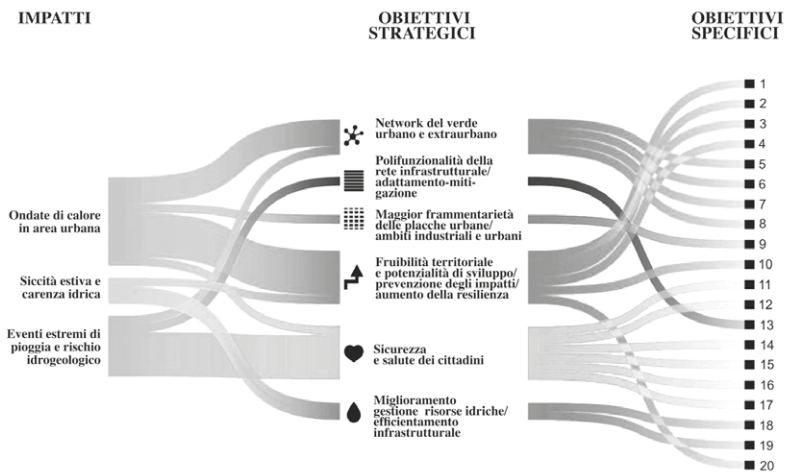 IMPATTI
OBIETTIVI
STRATEGICI
OBIETTIVI
SPECIFICI
Ondate di calore
in area urbana
Siccità estiva e
carenza idrica
Eventi estremi di
pioggia e rischio
idrogeologico
Network del verde
urbano e extraurbano
Polifunzionalità della
rete infrastrutturale/
adattamento-miti-
gazione
Maggior frammentarietà
delle placche urbane/
ambiti industriali e urbani
Fruibilità territoriale
e potenzialità di sviluppo/
prevenzione degli impatti/
aumento della resilienza
Sicurezza
e salute dei cittadini
Miglioramento
gestione risorse idriche/
efficientamento
infrastrutturale
1
2
3
4
5
6
7
8
9
10
11
12
13
14
15
16
17
18
19
20